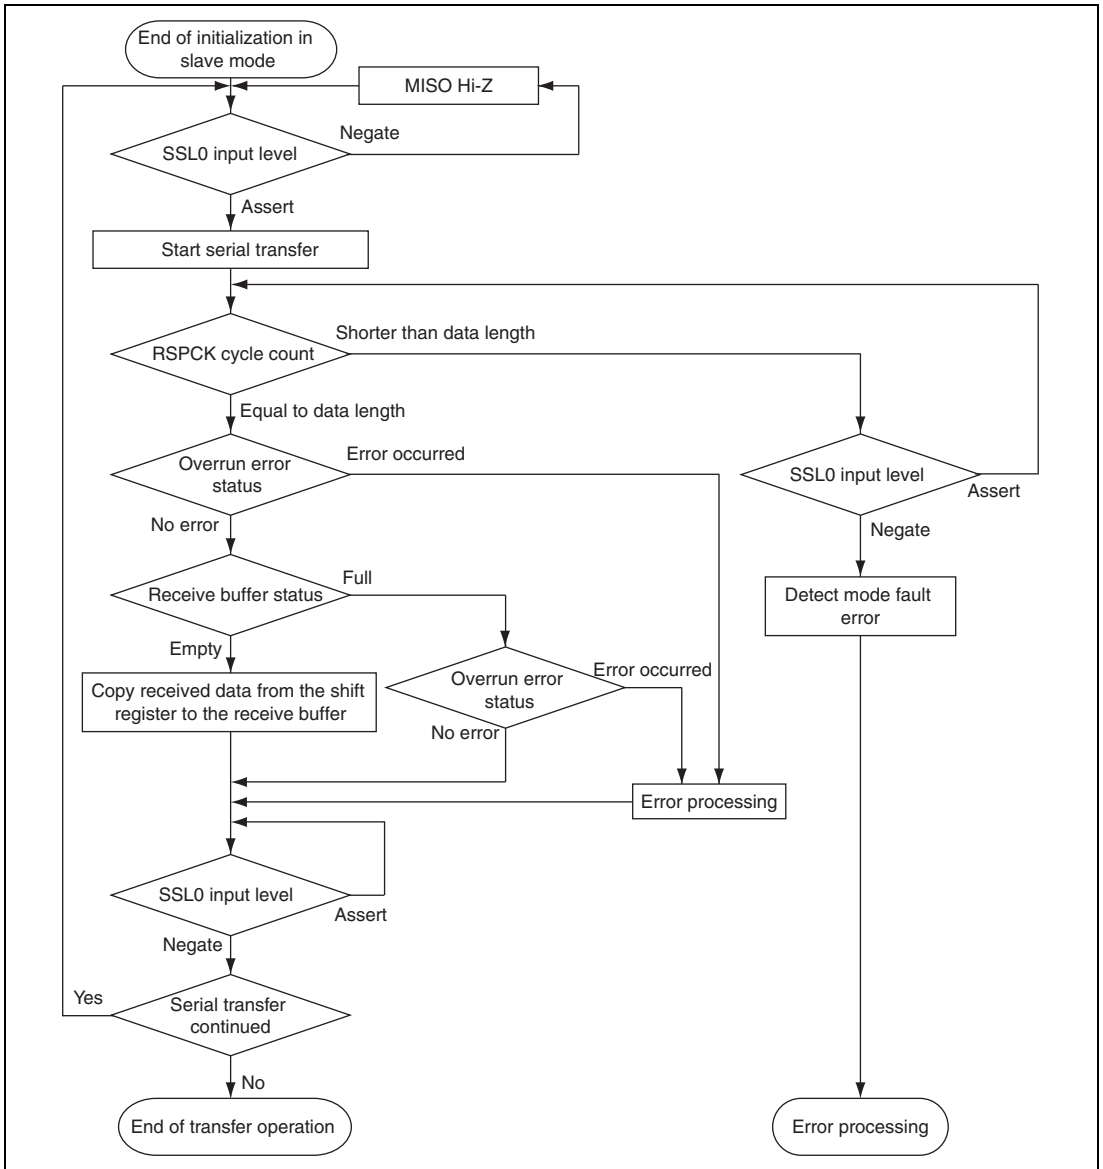 End of initialization in
slave mode
MISO Hi-Z
Negate
SSL0 input level
Assert
Start serial transfer
Shorter than data length
RSPCK cycle count
Equal to data length
Error occurred
Overrun error
status
SSL0 input level
Assert
No error
Negate
Full
Receive buffer status
Detect mode fault
error
Empty
Error occurred
Copy received data from the shift
register to the receive buffer
Overrun error
status
No error
Error processing
SSL0 input level
Assert
Negate
Yes
Serial transfer
continued
No
End of transfer operation
Error processing